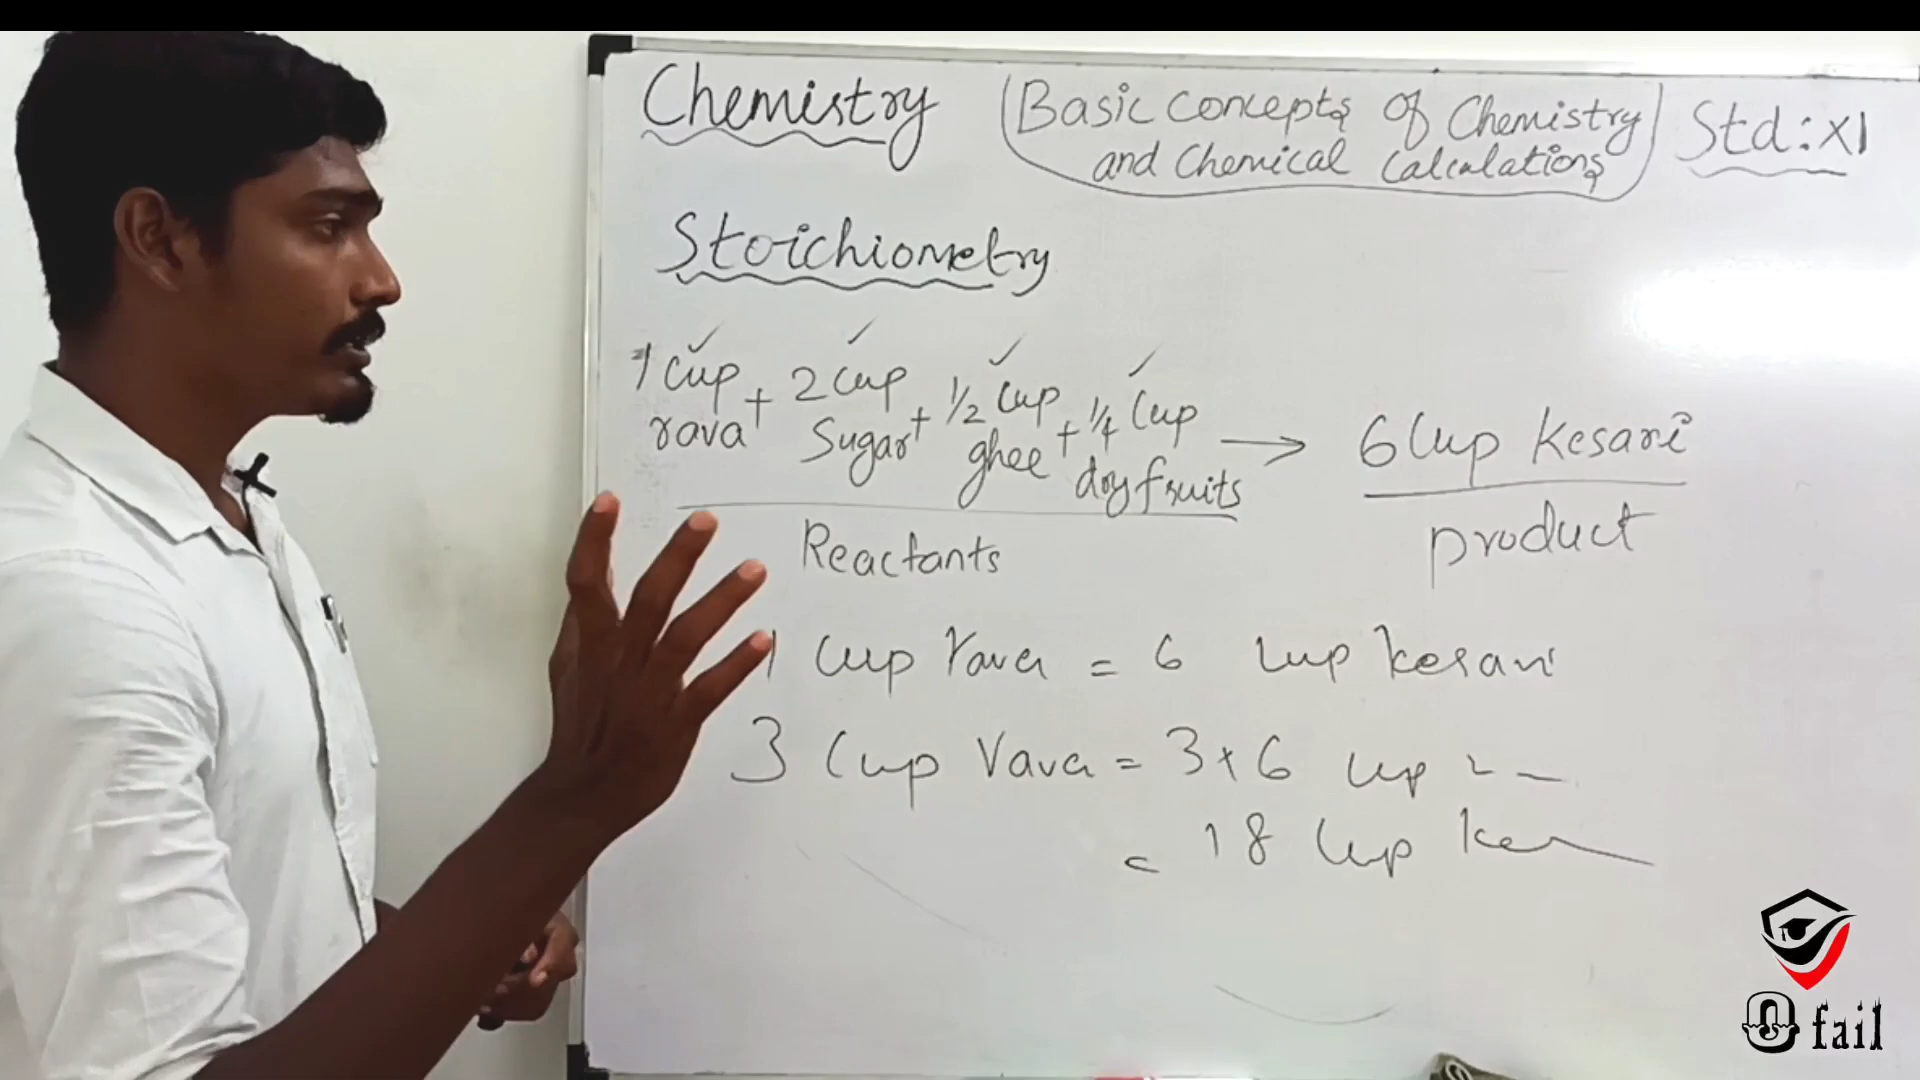 Chemistry
Basic Concepts of Chemistry
and Chemical Calculations
Std: XI
Stoichiometry
1 Cup rava + 2 Cup Sugar + 1/2 Cup ghee + 1/4 Cup dry fruits → 6 Cup Kesari
Reactants
product
1 Cup rava = 6 Cup kesari
3 Cup rava = 3 × 6 Cup
= 18 Cup
0 fail